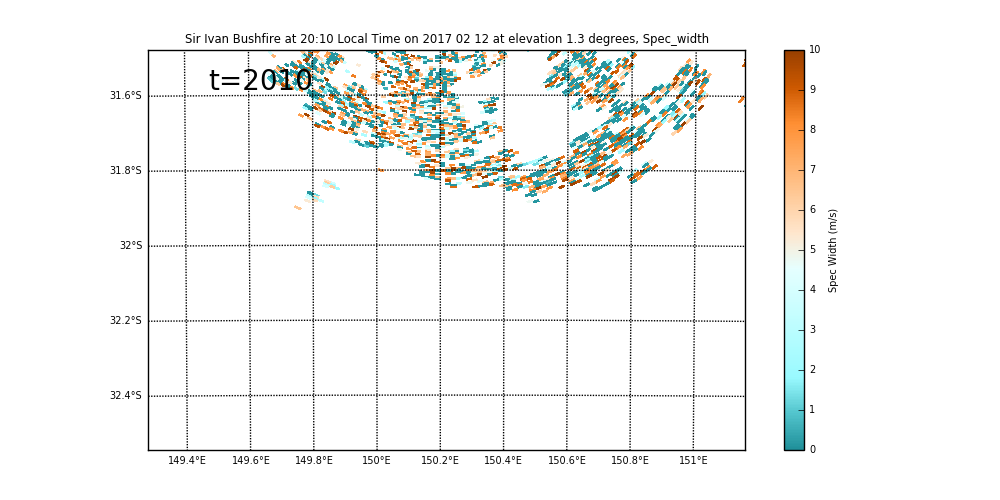 Sir Ivan Bushfire at 20:10 Local Time on 2017 02 12 at elevation 1.3 degrees, Spec_width
t=2010
31.6°S
31.8°S
32°S
32.2°S
32.4°S
149.4°E 149.6°E 149.8°E 150°E 150.2°E 150.4°E 150.6°E 150.8°E 151°E
10
9
8
7
6
5
4
3
2
1
0
Spec Width (m/s)